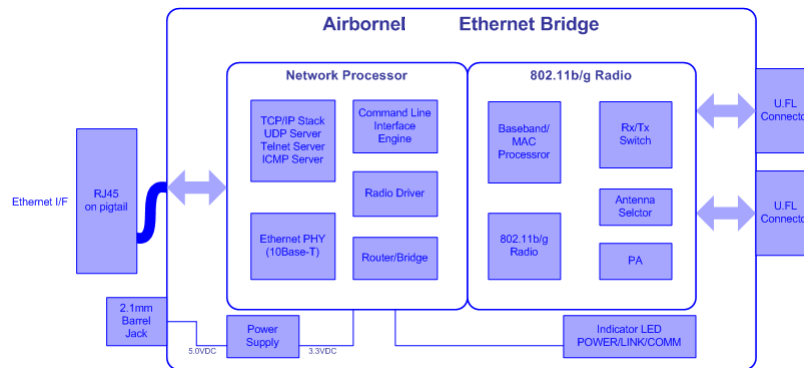 Airbornel Ethernet Bridge
Network Processor
802.11b/g Radio
TCP/IP Stack
UDP Server
Telnet Server
ICMP Server
Command Line
Interface
Engine
Baseband/
MAC
Processror
Rx/Tx
Switch
U.FL
Connecto
Ethernet I/F
RJ45
on pigtail
Radio Driver
Antenna
Selctor
U.FL
Connecto
Ethernet PHY
(10Base-T)
Router/Bridge
802.11b/g
Radio
PA
2.1mm
Barrel
Jack
5.0VDC
Power
Supply
3.3VDC
Indicator LED
POWER/LINK/COMM